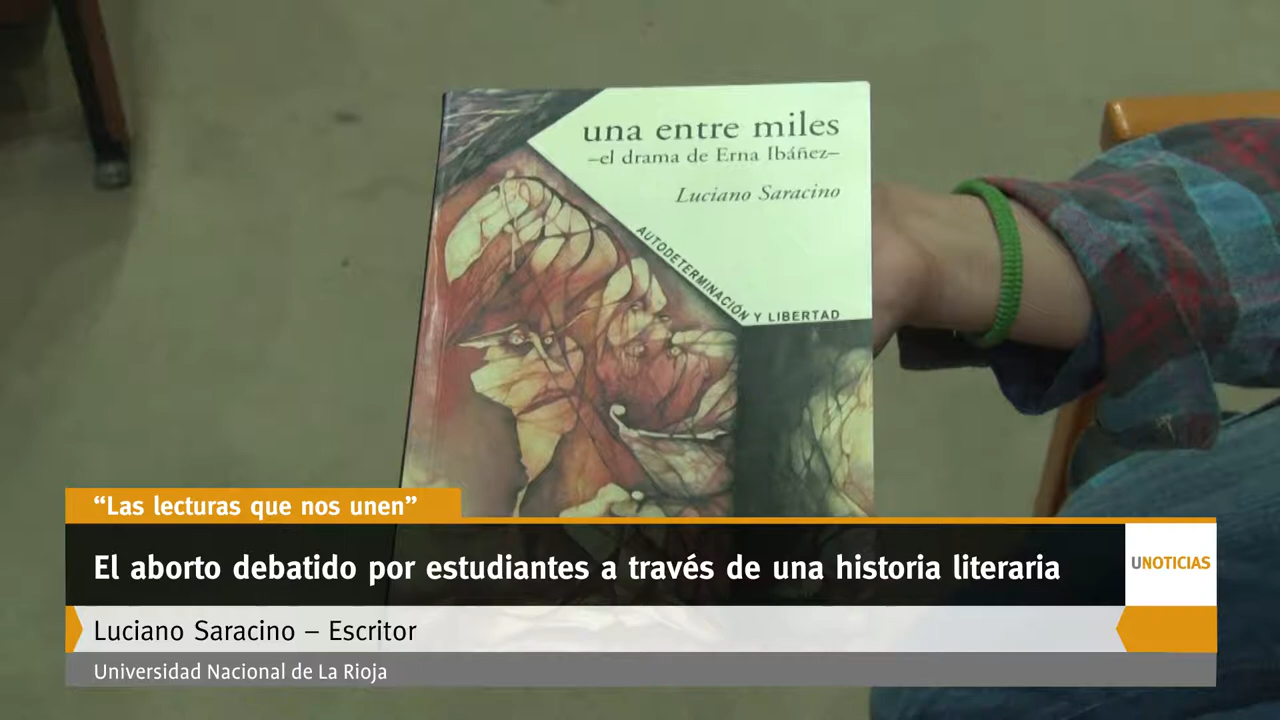 una entre miles
–el drama de Erna Ibáñez–
Luciano Saracino
AUTODETERMINACIÓN Y LIBERTAD
“Las lecturas que nos unen”
El aborto debatido por estudiantes a través de una historia literaria
UNOTICIAS
Luciano Saracino – Escritor
Universidad Nacional de La Rioja